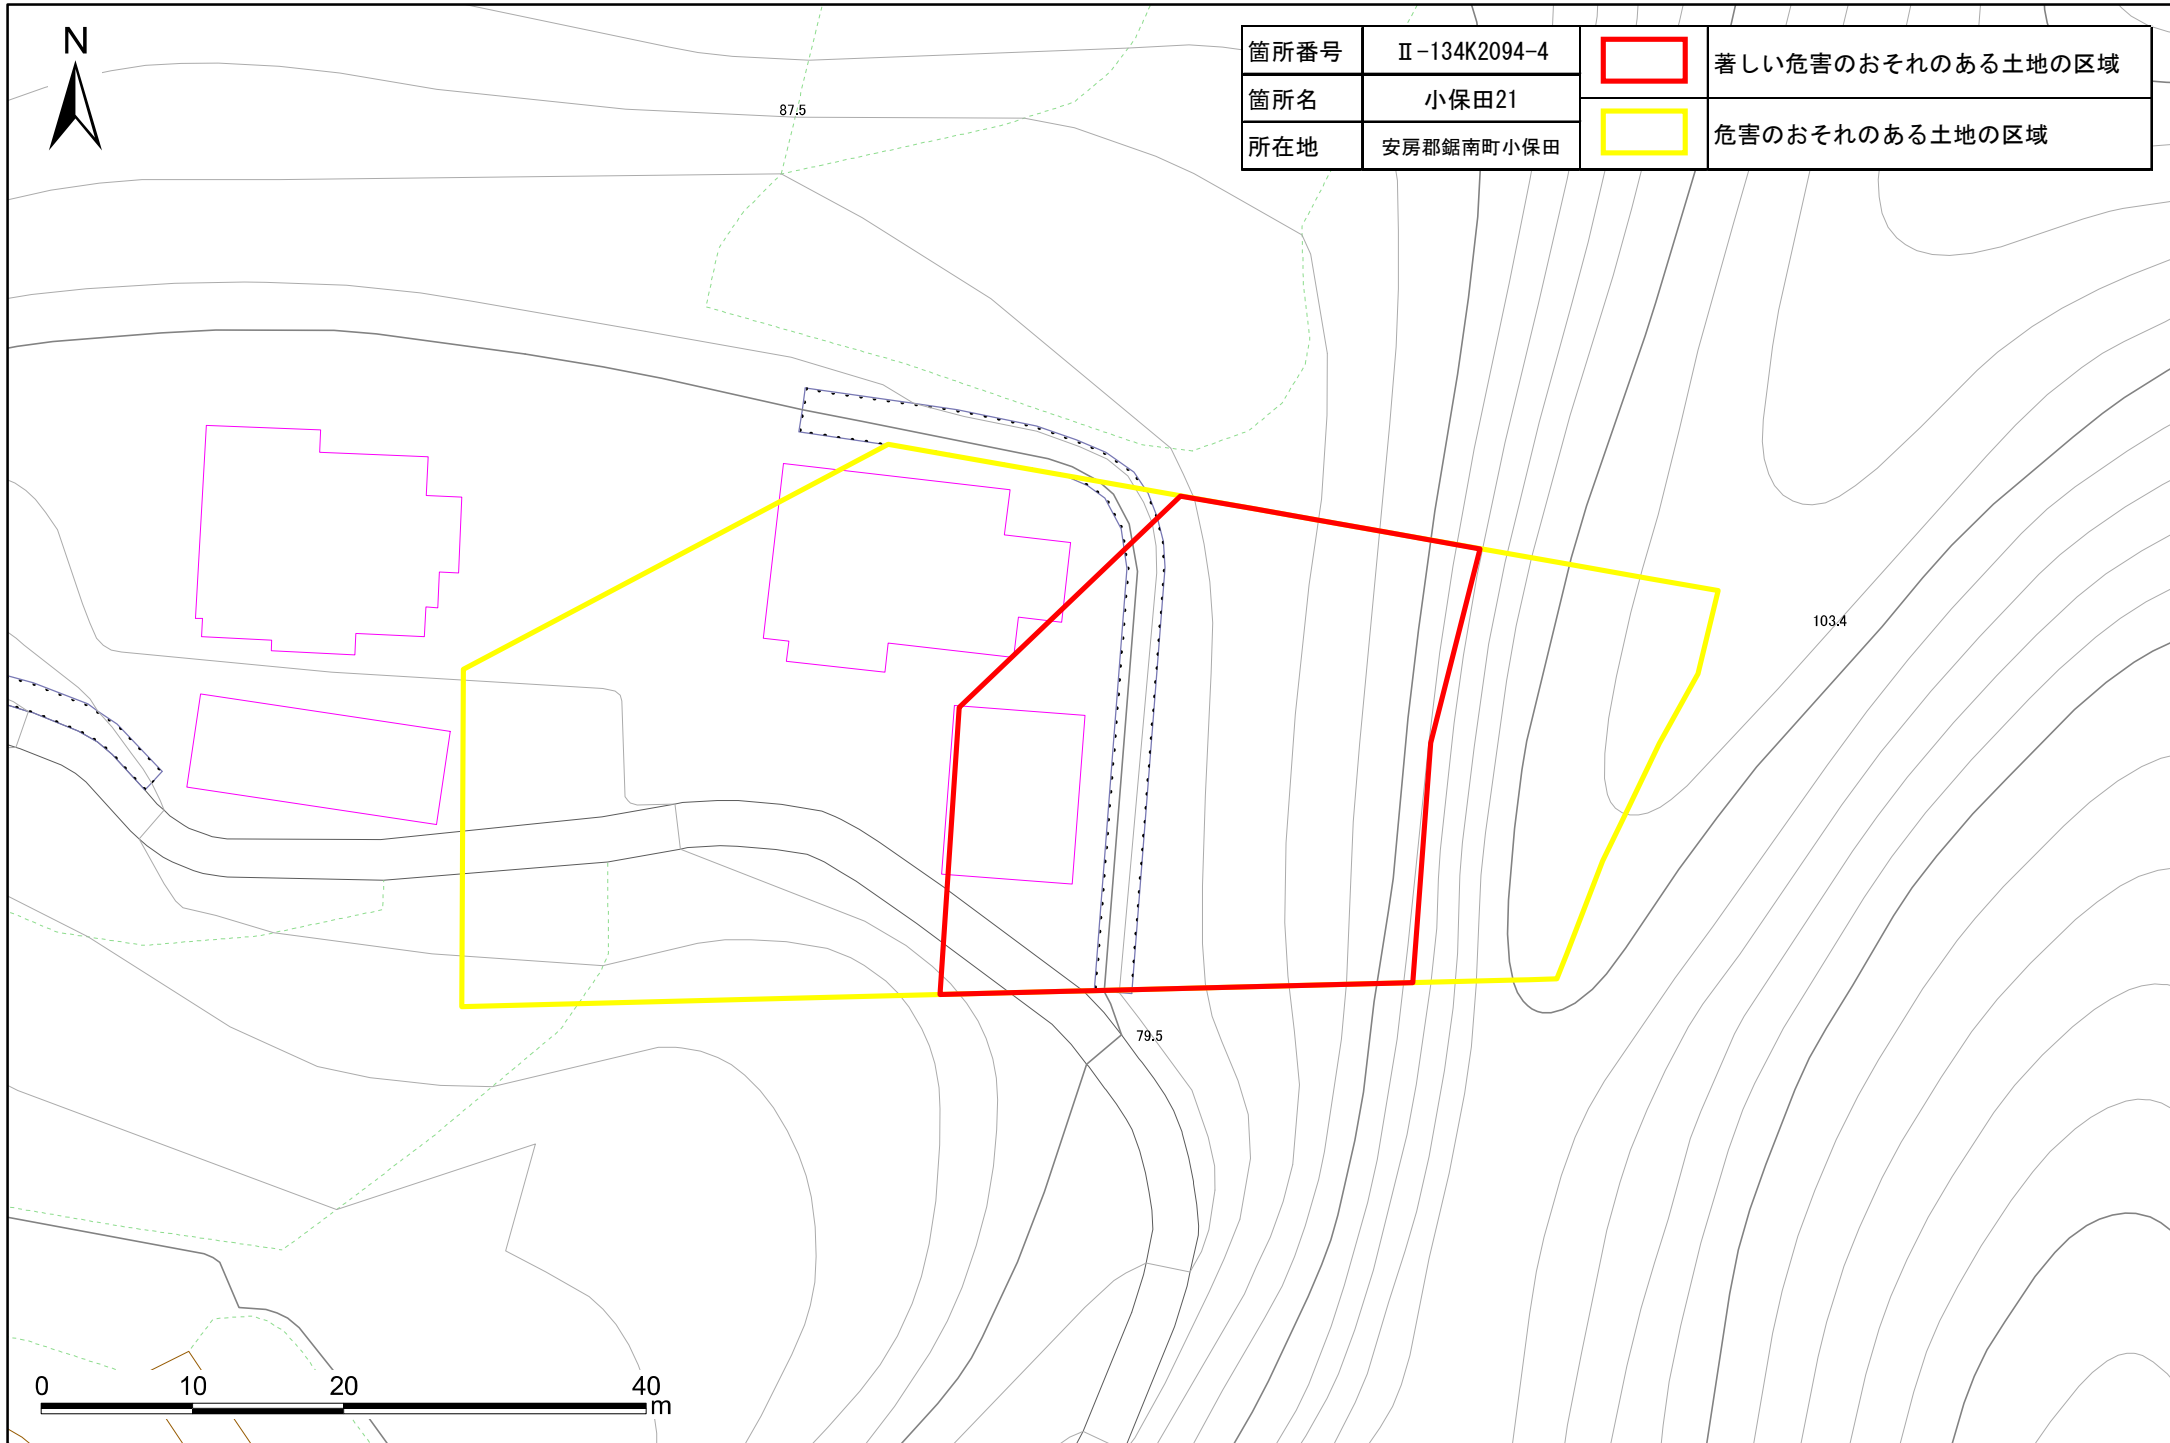 N
箇所番号 Ⅱ-134K2094-4
著しい危害のおそれのある土地の区域
箇所名 小保田21
危害のおそれのある土地の区域
所在地 安房郡鋸南町小保田
87.5
103.4
79.5
0 10 20 40
m